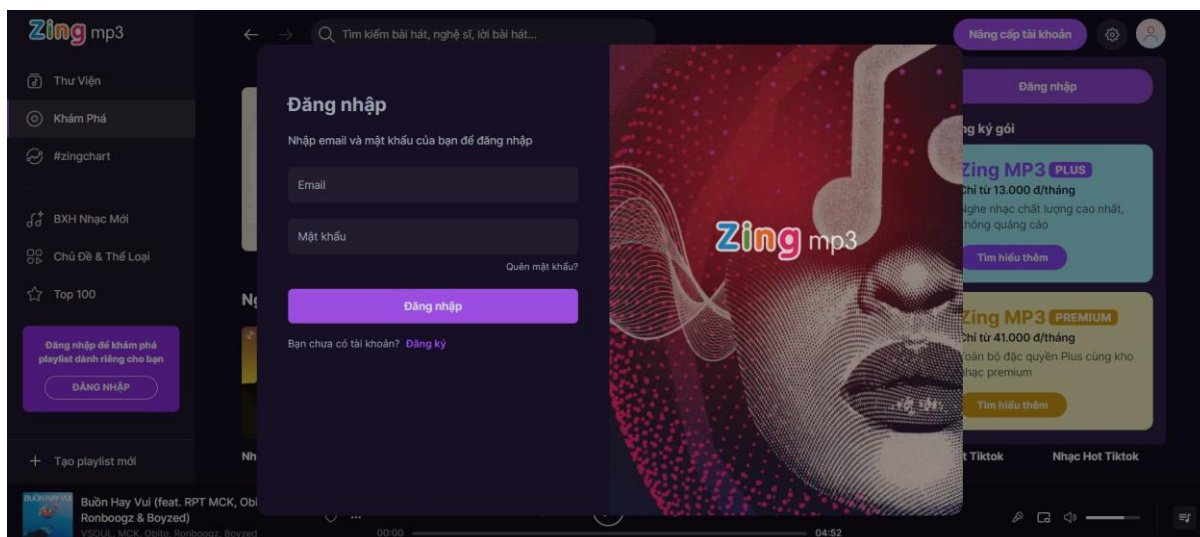 Zing mp3
Tìm kiếm bài hát, nghệ sĩ, lời bài hát...
Nâng cấp tài khoản
Thư Viện
Khám Phá
#zingchart
BXH Nhạc Mới
Chủ Đề & Thể Loại
Top 100
Đăng nhập để khám phá
playlist dành riêng cho bạn
ĐĂNG NHẬP
Tạo playlist mới
Đăng nhập
Nhập email và mật khẩu của bạn để đăng nhập
Email
Mật khẩu
Quên mật khẩu?
Đăng nhập
Bạn chưa có tài khoản? Đăng ký
Zing mp3
Đăng nhập
ký gói
Zing MP3 PLUS
Chỉ từ 13.000 đ/tháng
Nghe nhạc chất lượng cao nhất,
không quảng cáo
Tìm hiểu thêm
Zing MP3 PREMIUM
Chỉ từ 41.000 đ/tháng
Toàn bộ đặc quyền Plus cùng kho
nhạc premium
Tìm hiểu thêm
Tiktok
Nhạc Hot Tiktok
BUỒN HAY VUI
Buồn Hay Vui (feat. RPT MCK, Obi
Ronboogz & Boyzed)
VSOUL, MCK, Obito, Ronboogz, Boyzed
00:00
04:52